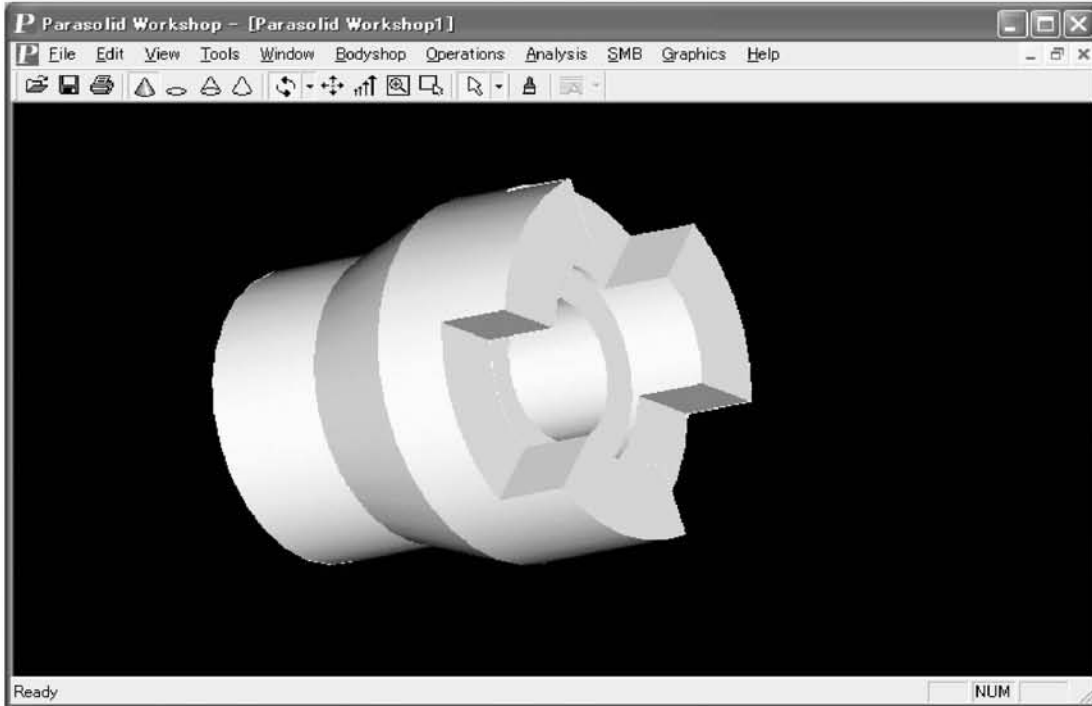 P Parasolid Workshop - [Parasolid Workshop1]
P File Edit View Tools Window Bodyshop Operations Analysis SMB Graphics Help
Ready NUM